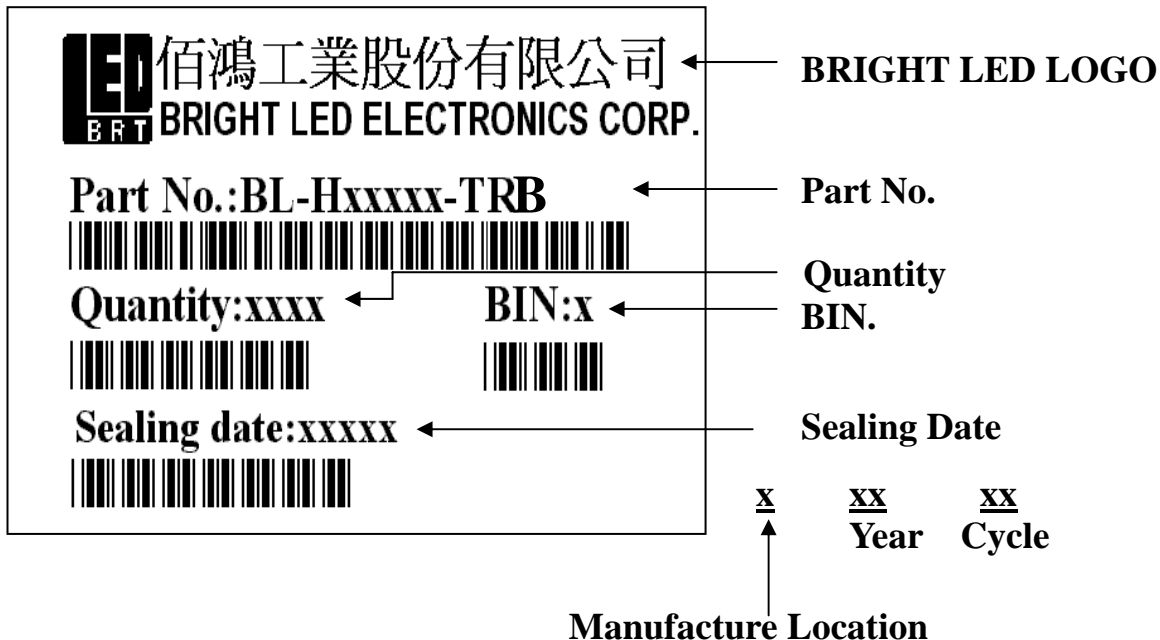 LED
BRT
佰鴻工業股份有限公司
BRIGHT LED ELECTRONICS CORP.
BRIGHT LED LOGO
Part No.:BL-Hxxxxx-TRB
Part No.
Quantity:xxxx
BIN:x
Quantity
BIN.
Sealing date:xxxxx
Sealing Date
x xx xx
Year Cycle
Manufacture Location